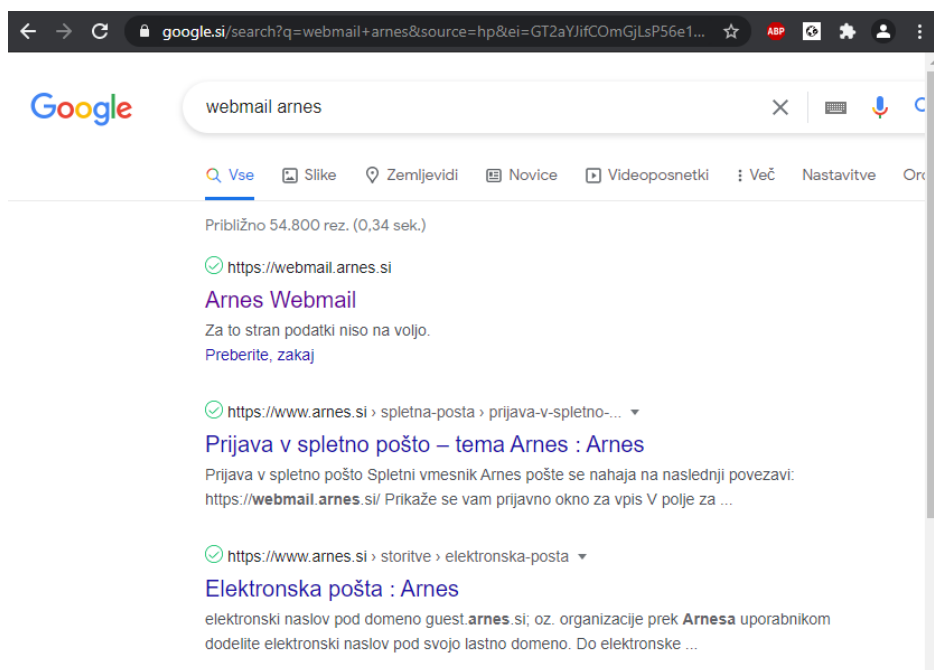 google.si/search?q=webmail+arnes&source=hp&ei=GT2aYJifCOmGjLsP56e1...
ABP
Google
webmail arnes
Vse Slike Zemljevidi Novice Videoposnetki Več Nastavitve Oro
Približno 54.800 rez. (0,34 sek.)
https://webmail.arnes.si
Arnes Webmail
Za to stran podatki niso na voljo.
Preberite, zakaj
https://www.arnes.si › spletna-posta › prijava-v-spletno-...
Prijava v spletno pošto – tema Arnes : Arnes
Prijava v spletno pošto Spletni vmesnik Arnes pošte se nahaja na naslednji povezavi:
https://webmail.arnes.si/ Prikaže se vam prijavno okno za vpis V polje za ...
https://www.arnes.si › storitve › elektronska-posta
Elektronska pošta : Arnes
elektronski naslov pod domeno guest.arnes.si; oz. organizacije prek Arnesa uporabnikom
dodelite elektronski naslov pod svojo lastno domeno. Do elektronske ...